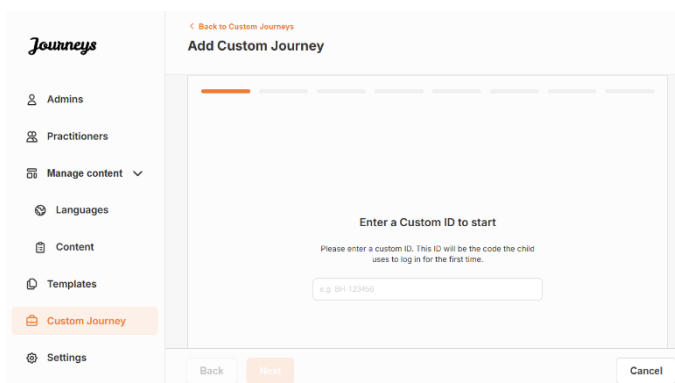 Journeys
Admins
Practitioners
Manage content
Languages
Content
Templates
Custom Journey
Settings
< Back to Custom Journeys
Add Custom Journey
Enter a Custom ID to start
Please enter a custom ID. This ID will be the code the child
uses to log in for the first time.
e.g. BH-123456
Back
Next
Cancel